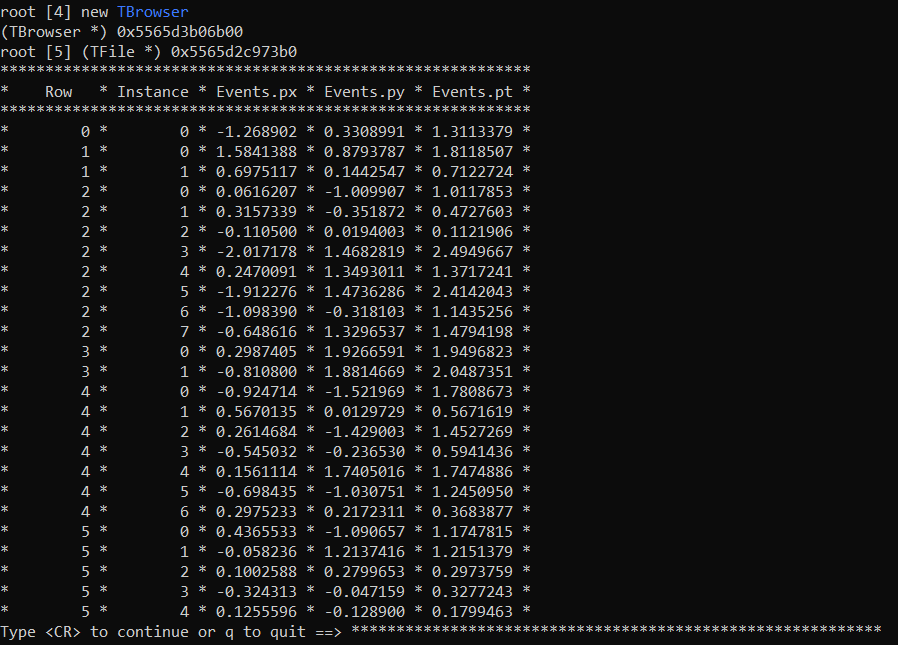 root [4] new TBrowser
(TBrowser *) 0x5565d3b06b00
root [5] (TFile *) 0x5565d2c973b0
***********************************************************
*    Row   * Instance * Events.px * Events.py * Events.pt *
***********************************************************
*        0 *        0 * -1.268902 * 0.3308991 * 1.3113379 *
*        1 *        0 * 1.5841388 * 0.8793787 * 1.8118507 *
*        1 *        1 * 0.6975117 * 0.1442547 * 0.7122724 *
*        2 *        0 * 0.0616207 * -1.009907 * 1.0117853 *
*        2 *        1 * 0.3157339 * -0.351872 * 0.4727603 *
*        2 *        2 * -0.110500 * 0.0194003 * 0.1121906 *
*        2 *        3 * -2.017178 * 1.4682819 * 2.4949667 *
*        2 *        4 * 0.2470091 * 1.3493011 * 1.3717241 *
*        2 *        5 * -1.912276 * 1.4736286 * 2.4142043 *
*        2 *        6 * -1.098390 * -0.318103 * 1.1435256 *
*        2 *        7 * -0.648616 * 1.3296537 * 1.4794198 *
*        3 *        0 * 0.2987405 * 1.9266591 * 1.9496823 *
*        3 *        1 * -0.810800 * 1.8814669 * 2.0487351 *
*        4 *        0 * -0.924714 * -1.521969 * 1.7808673 *
*        4 *        1 * 0.5670135 * 0.0129729 * 0.5671619 *
*        4 *        2 * 0.2614684 * -1.429003 * 1.4527269 *
*        4 *        3 * -0.545032 * -0.236530 * 0.5941436 *
*        4 *        4 * 0.1561114 * 1.7405016 * 1.7474886 *
*        4 *        5 * -0.698435 * -1.030751 * 1.2450950 *
*        4 *        6 * 0.2975233 * 0.2172311 * 0.3683877 *
*        5 *        0 * 0.4365533 * -1.090657 * 1.1747815 *
*        5 *        1 * -0.058236 * 1.2137416 * 1.2151379 *
*        5 *        2 * 0.1002588 * 0.2799653 * 0.2973759 *
*        5 *        3 * -0.324313 * -0.047159 * 0.3277243 *
*        5 *        4 * 0.1255596 * -0.128900 * 0.1799463 *
Type <CR> to continue or q to quit ==> ***********************************************************